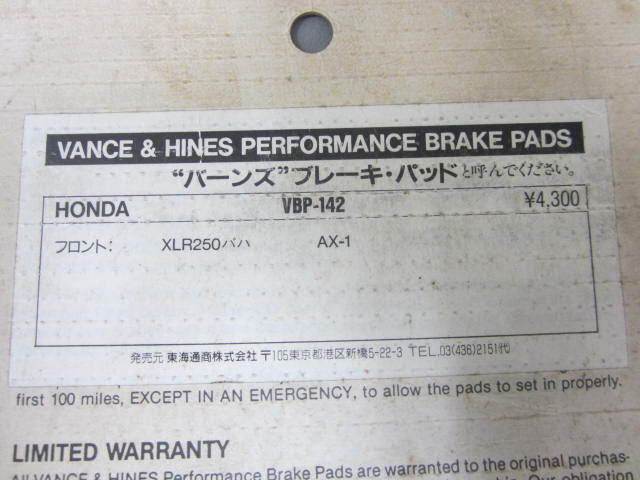 VANCE & HINES PERFORMANCE BRAKE PADS
“バーンズ”ブレーキ・パッドと呼んでください。
HONDA VBP-142 ¥4,300
フロント: XLR250バハ AX-1
発売元 東海通商株式会社 〒105東京都港区新橋5-22-3 TEL.03(436)2151㈹
first 100 miles, EXCEPT IN AN EMERGENCY, to allow the pads to set in properly.
LIMITED WARRANTY
All VANCE & HINES Performance Brake Pads are warranted to the original purchas-
Our obligation